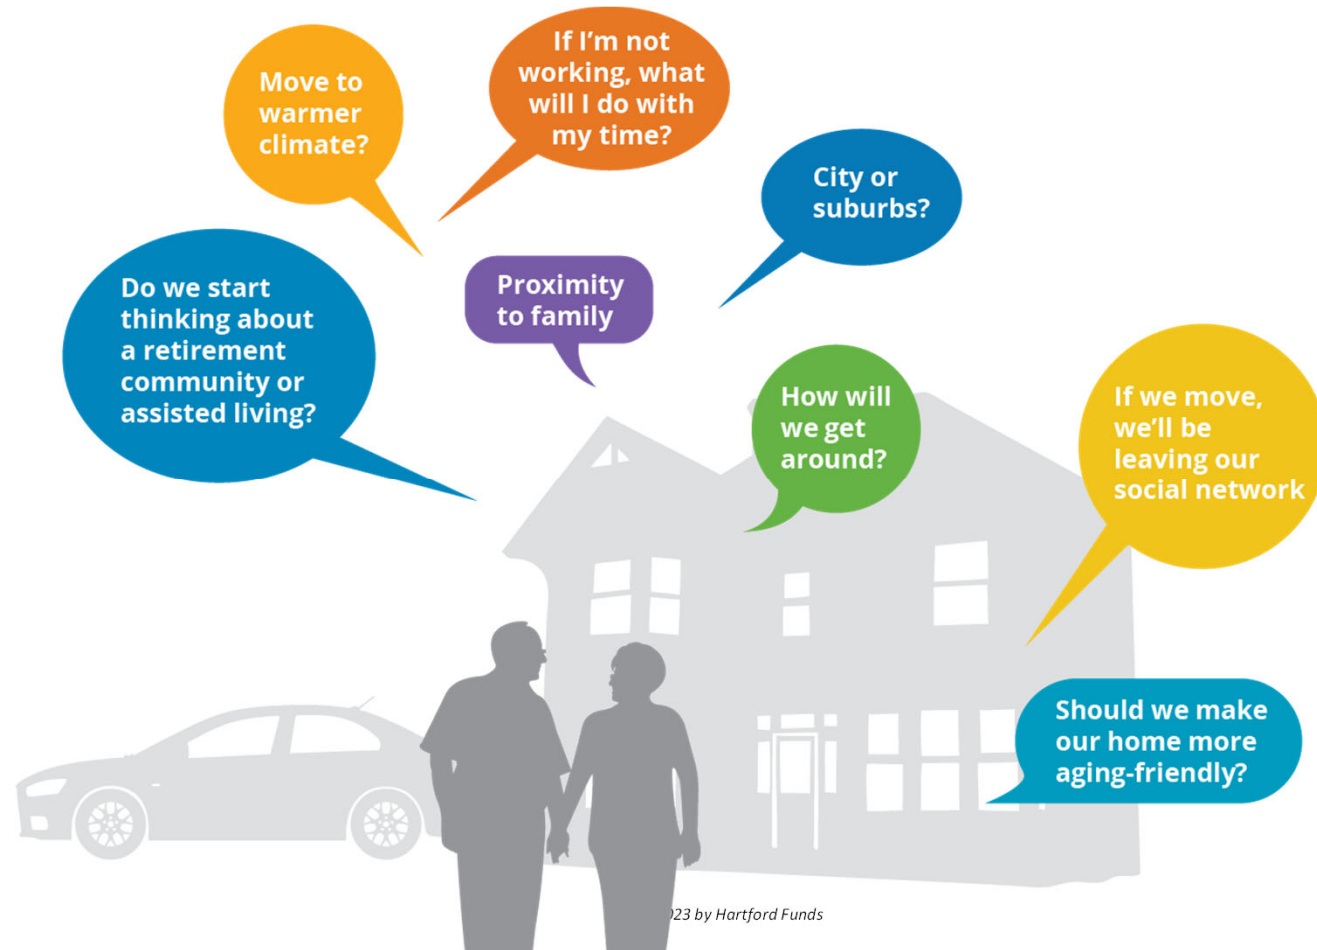 If I'm not
working, what
will I do with
my time?
Move to
warmer
climate?
City or
suburbs?
Proximity
to family
Do we start
thinking about
a retirement
community or
assisted living?
How will
we get
around?
If we move,
we'll be
leaving our
social network
Should we make
our home more
aging-friendly?
by Hartford Funds